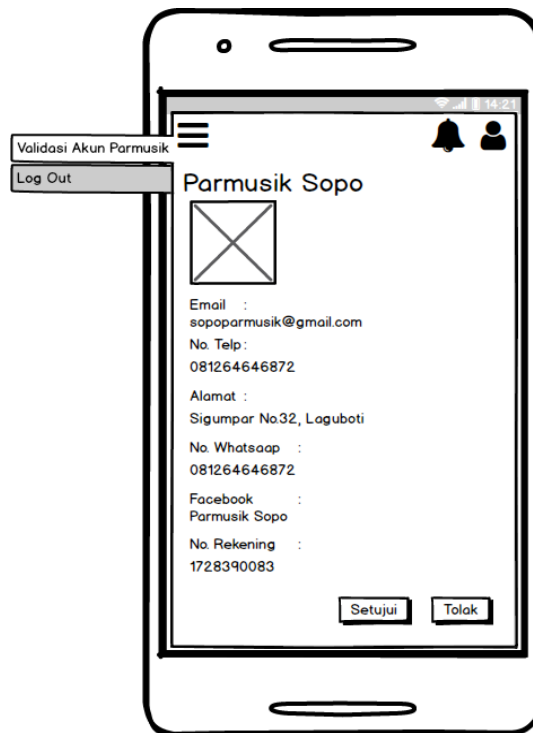 14:21
Validasi Akun Parmusik
Log Out
Parmusik Sopo
Email :
sopoparmusik@gmail.com
No. Telp :
081264646872
Alamat :
Sigumpar No.32, Laguboti
No. Whatsaap :
081264646872
Facebook :
Parmusik Sopo
No. Rekening :
1728390083
Setujui Tolak